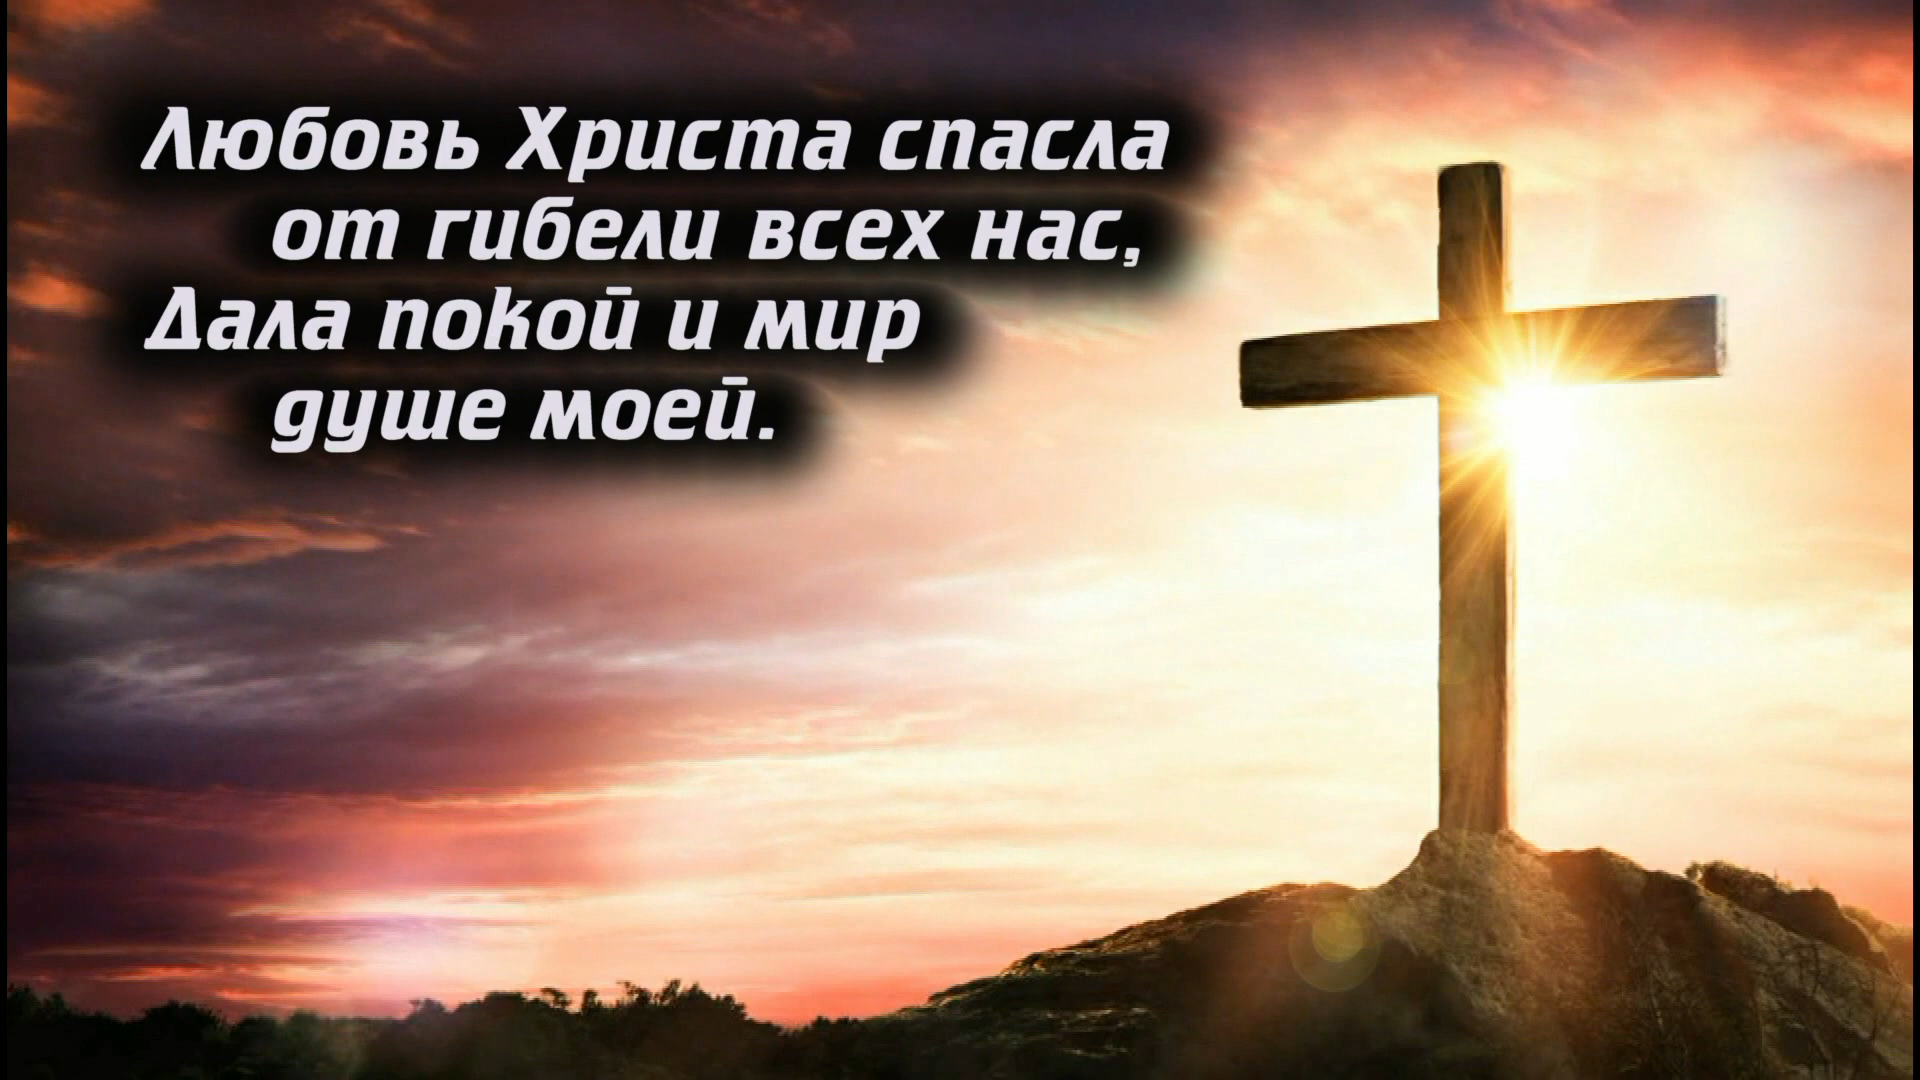 Любовь Христа спасла
от гибели всех нас,
Дала покой и мир
душе моей.